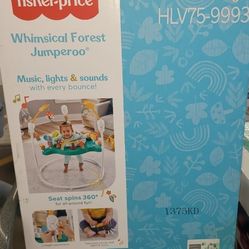 fisher-price
HLV75-9993
Whimsical Forest
Jumperoo®
Music, lights & sounds
with every bounce!
Seat spins 360°
for all-around fun!
1375KD